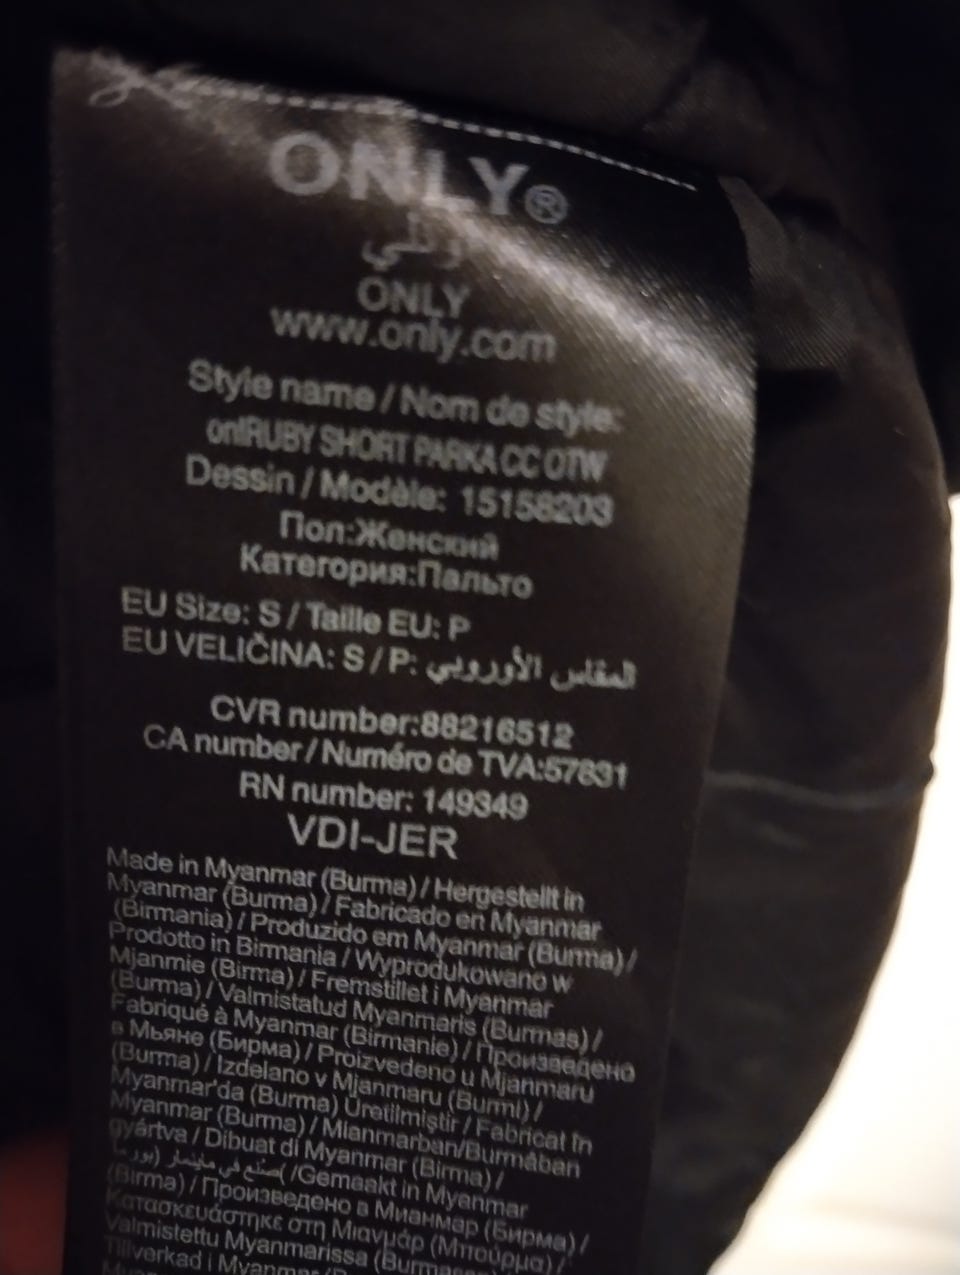 ONLY®
ONLY
www.only.com
Style name / Nom de style:
onlRUBY SHORT PARKA CC OTW
Dessin / Modèle: 15158203
Пол:Женский
Категория:Пальто
EU Size: S / Taille EU: P
EU VELIČINA: S / P: المقاس الأوروبي
CVR number:88216512
CA number / Numéro de TVA:57831
RN number: 149349
VDI-JER
Made in Myanmar (Burma) / Hergestellt in
Myanmar (Burma) / Fabricado en Myanmar
(Birmania) / Produzido em Myanmar (Burma) /
Prodotto in Birmania / Wyprodukowano w
Mjanmie (Birma) / Fremstillet i Myanmar
(Burma) / Valmistatud Myanmaris (Burmas) /
Fabriqué à Myanmar (Birmanie) / Произведено
в Мьяне (Бирма) / Proizvedeno u Mjanmaru
(Burma) / Izdelano v Mjanmaru (Burmi) /
Myanmar'da (Burma) Üretilmiştir / Fabricat în
Myanmar (Burma) / Mianmarban/Burmában
gyártva / Dibuat di Myanmar (Birma) /
/Gemaakt in Myanmar
(Birma) / Произведено в Мианмар (Бирма) /
Κατασκευάστηκε στη Μιανμάρ (Μπούρμα) /
Valmistettu Myanmarissa (Burmassa) /
Tillverkad i Myanmar